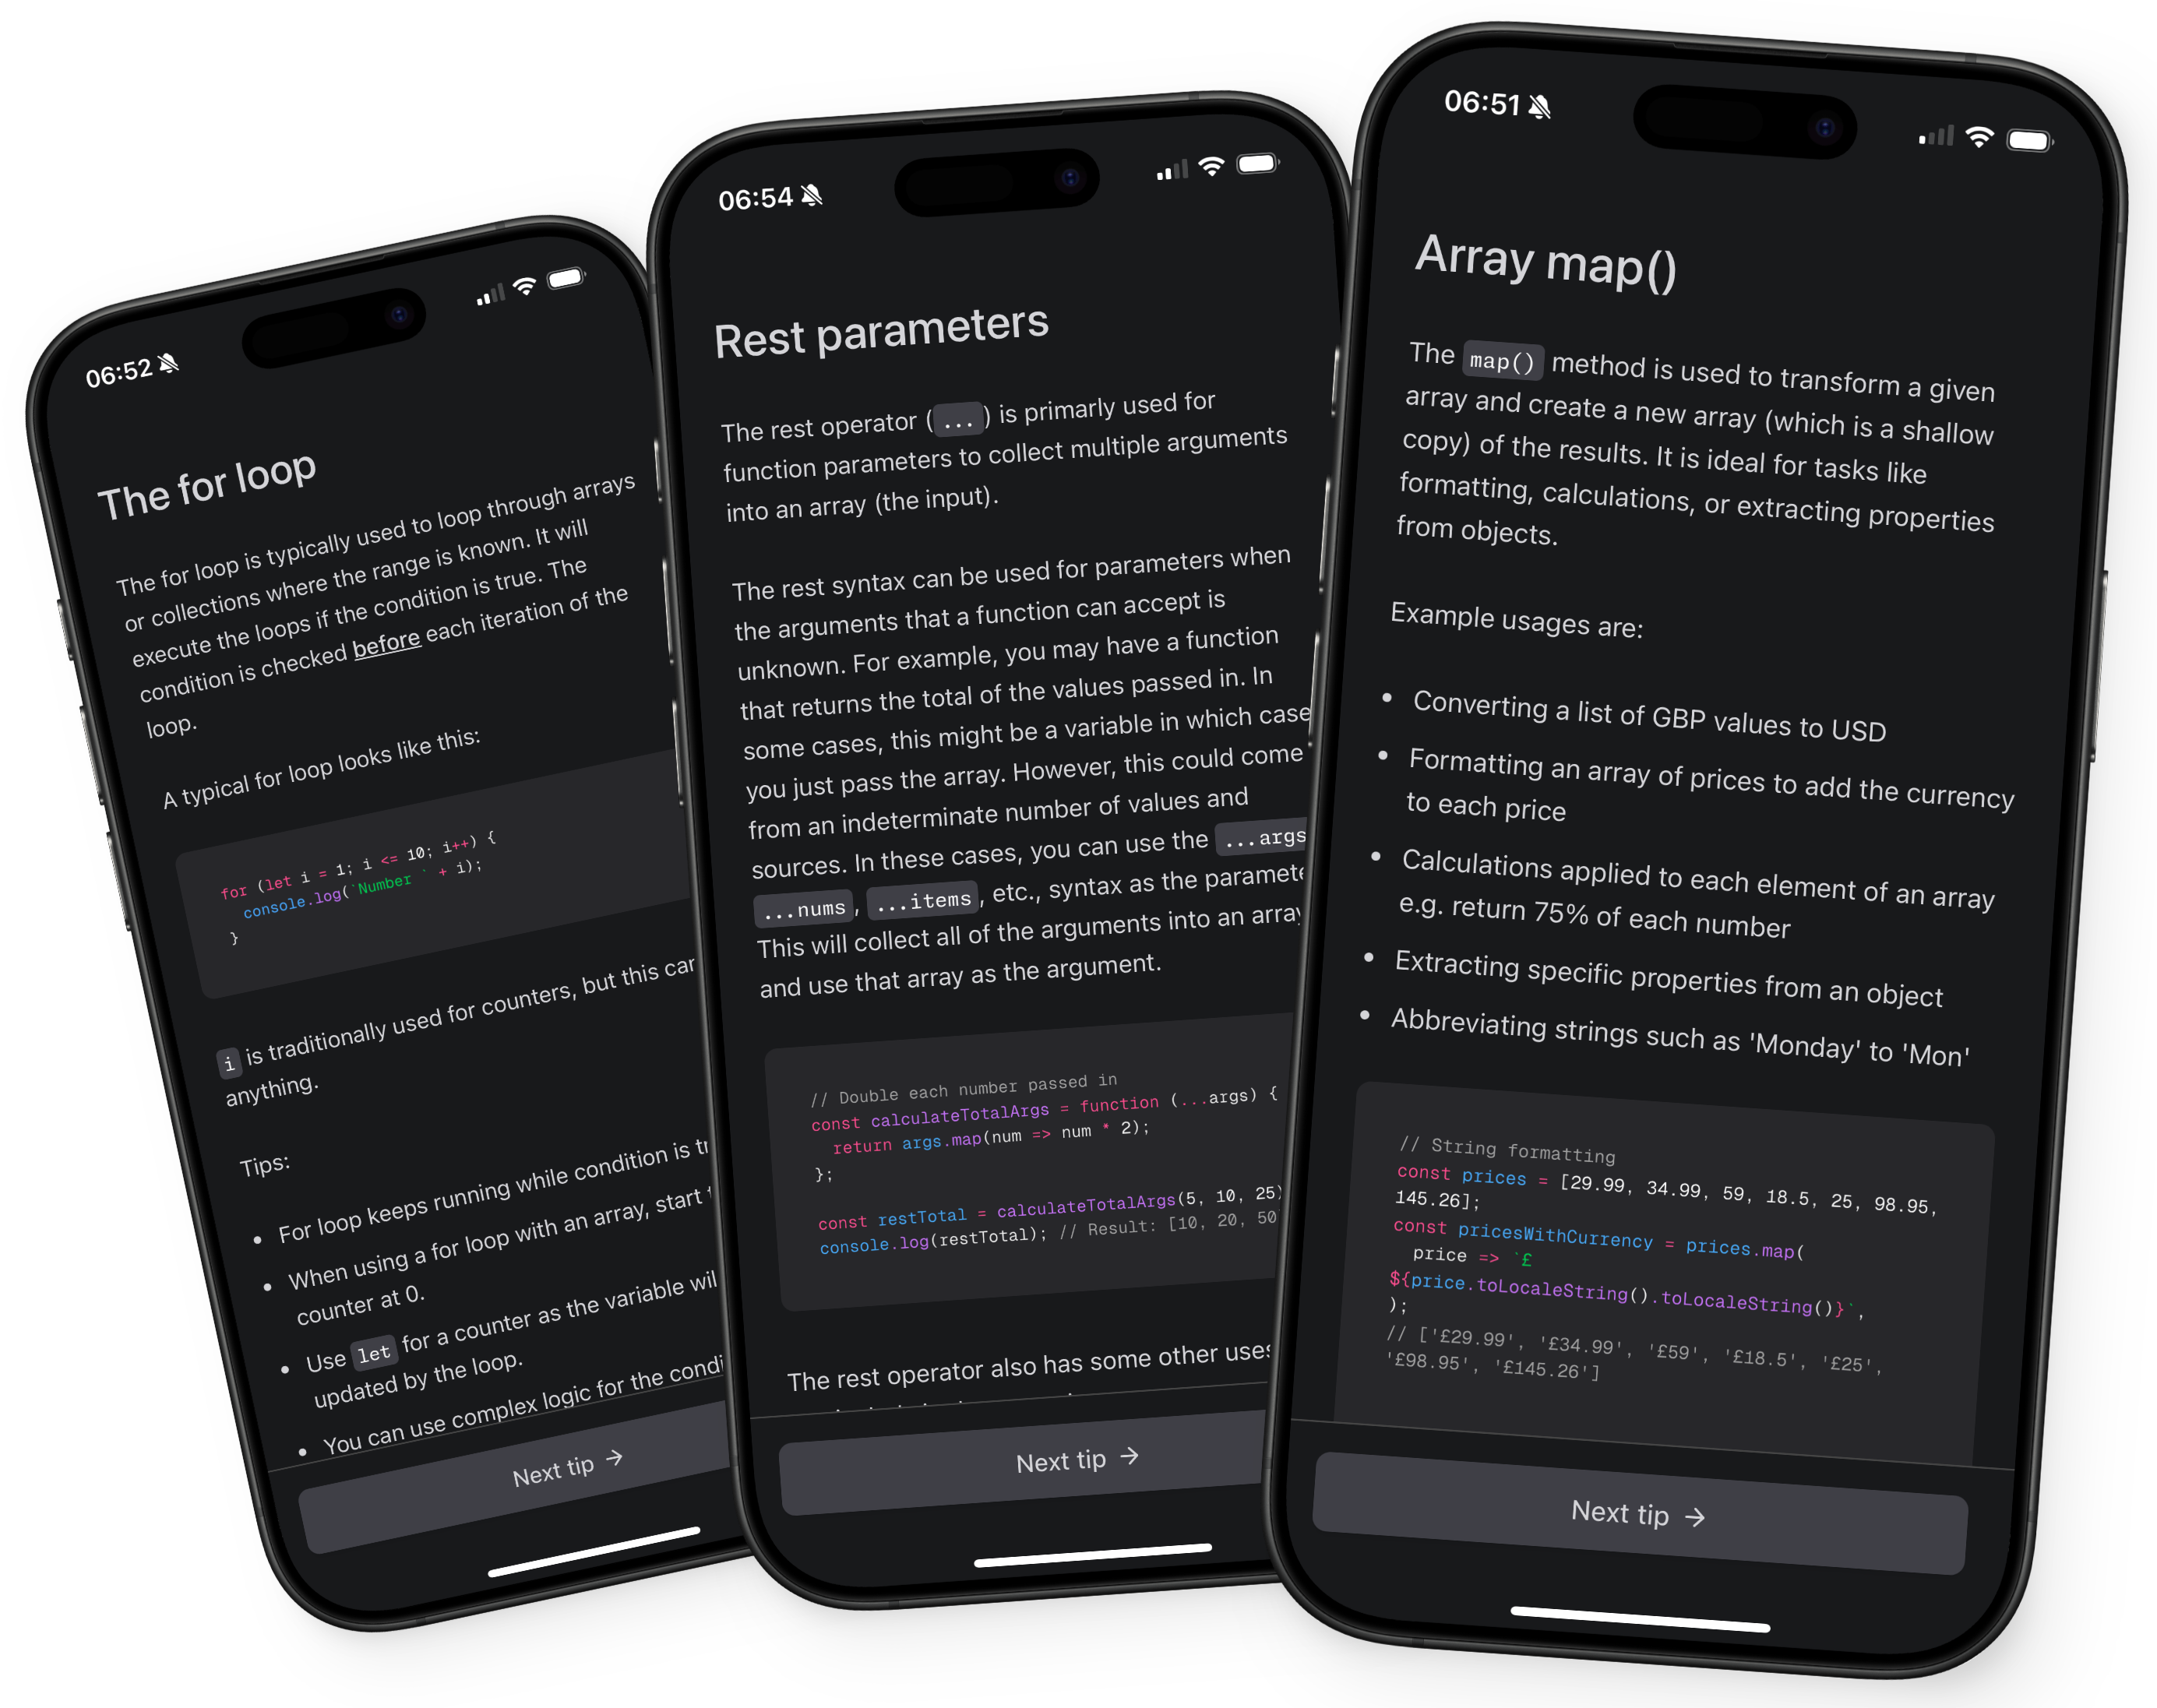 06:52
The for loop
The for loop is typically used to loop through arrays
or collections where the range is known. It will
execute the loops if the condition is true. The
condition is checked before each iteration of the
loop.
A typical for loop looks like this:
for (let i = 1; i <= 10; i++) {
console.log(`Number ` + i);
}
i is traditionally used for counters, but this can
anything.
Tips:
For loop keeps running while condition is
When using a for loop with an array, start
counter at 0.
Use let for a counter as the variable
updated by the loop.
You can use complex logic for the
Next tip →
06:54
Rest parameters
The rest operator (...) is primarly used for
function parameters to collect multiple arguments
into an array (the input).
The rest syntax can be used for parameters when
the arguments that a function can accept is
unknown. For example, you may have a function
that returns the total of the values passed in. In
some cases, this might be a variable in which case
you just pass the array. However, this could come
from an indeterminate number of values and
sources. In these cases, you can use the ...args
...nums, ...items, etc., syntax as the
This will collect all of the arguments into an array
and use that array as the argument.
// Double each number passed in
const calculateTotalArgs = function (...args) {
return args.map(num => num * 2);
};
const restTotal = calculateTotalArgs(5, 10, 25)
console.log(restTotal); // Result: [10, 20, 50
The rest operator also has some other uses
Next tip →
06:51
Array map()
The map() method is used to transform a given
array and create a new array (which is a shallow
copy) of the results. It is ideal for tasks like
formatting, calculations, or extracting properties
from objects.
Example usages are:
Converting a list of GBP values to USD
Formatting an array of prices to add the currency
to each price
Calculations applied to each element of an array
e.g. return 75% of each number
Extracting specific properties from an object
Abbreviating strings such as 'Monday' to 'Mon'
// String formatting
const prices = [29.99, 34.99, 59, 18.5, 25, 98.95,
145.26];
const pricesWithCurrency = prices.map(
price => `£
${price.toLocaleString().toLocaleString()}`,
);
// ['£29.99', '£34.99', '£59', '£18.5', '£25',
'£98.95', '£145.26']
Next tip →